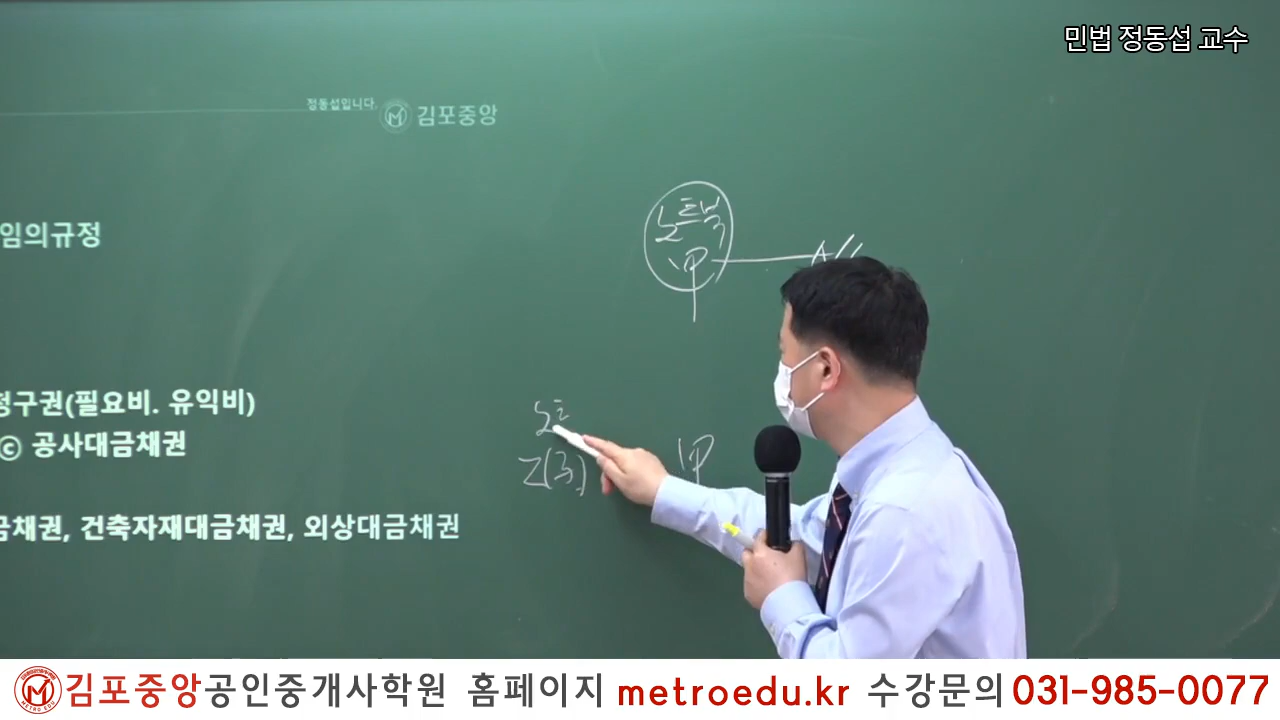 민법 정동섭 교수
정동섭입니다. 김포중앙
임의규정
노트북
甲
A/
청구권(필요비. 유익비)
ⓒ 공사대금채권
노트
乙(주)
甲
금채권, 건축자재대금채권, 외상대금채권
김포중앙공인중개사학원 홈페이지 metroedu.kr 수강문의 031-985-0077